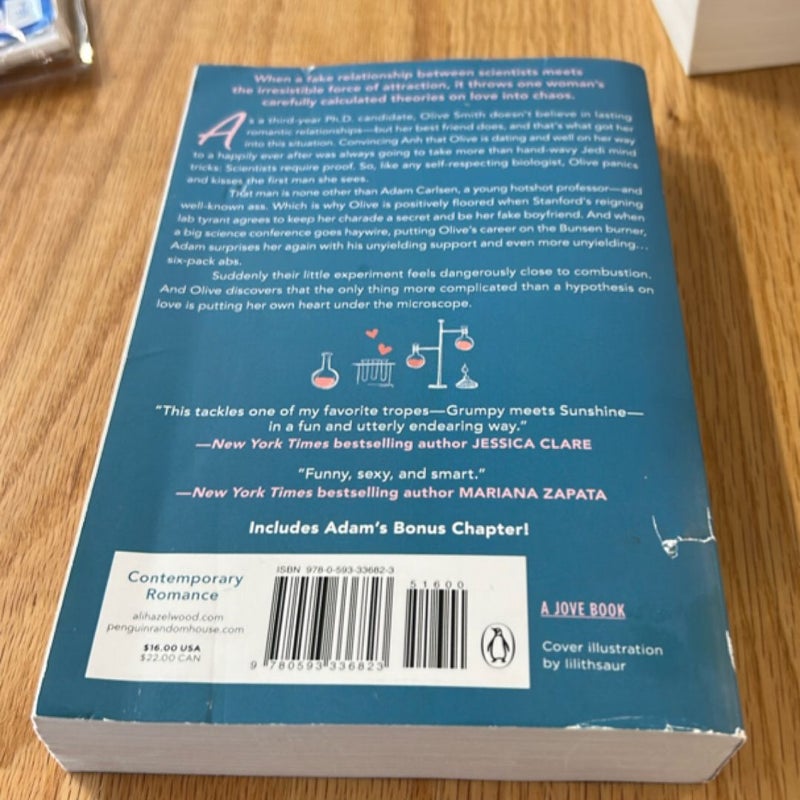 When a fake relationship between scientists meets
the irresistible force of attraction, it throws one woman's
carefully calculated theories on love into chaos.
As a third-year Ph.D. candidate, Olive Smith doesn't believe in lasting
romantic relationships—but her best friend does, and that's what got her
into this situation. Convincing Anh that Olive is dating and well on her way
to a happily ever after was always going to take more than hand-wavy Jedi mind
tricks: Scientists require proof. So, like any self-respecting biologist, Olive panics
and kisses the first man she sees.
That man is none other than Adam Carlsen, a young hotshot professor—and
well-known ass. Which is why Olive is positively floored when Stanford's reigning
lab tyrant agrees to keep her charade a secret and be her fake boyfriend. And when
a big science conference goes haywire, putting Olive's career on the Bunsen burner,
Adam surprises her again with his unyielding support and even more unyielding...
six-pack abs.
Suddenly their little experiment feels dangerously close to combustion.
And Olive discovers that the only thing more complicated than a hypothesis on
love is putting her own heart under the microscope.
"This tackles one of my favorite tropes—Grumpy meets Sunshine—
in a fun and utterly endearing way."
—New York Times bestselling author JESSICA CLARE
"Funny, sexy, and smart."
—New York Times bestselling author MARIANA ZAPATA
Includes Adam's Bonus Chapter!
Contemporary
Romance
alihazelwood.com
penguinrandomhouse.com
$16.00 USA
$22.00 CAN
ISBN 978-0-593-33682-3
51600
9 780593 336823
A JOVE BOOK
Cover illustration
by lilithsaur